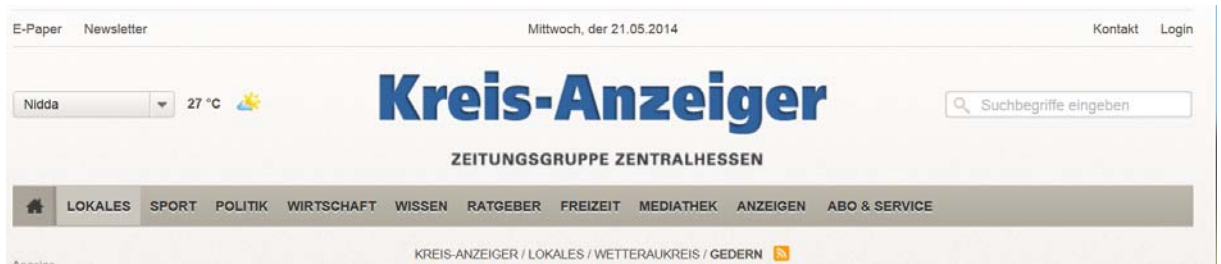 E-Paper Newsletter Mittwoch, der 21.05.2014 Kontakt Login
Nidda 27 °C Kreis-Anzeiger Suchbegriffe eingeben
ZEITUNGSGRUPPE ZENTRALHESSEN
LOKALES SPORT POLITIK WIRTSCHAFT WISSEN RATGEBER FREIZEIT MEDIATHEK ANZEIGEN ABO & SERVICE
KREIS-ANZEIGER / LOKALES / WETTERAUKREIS / GEDERN